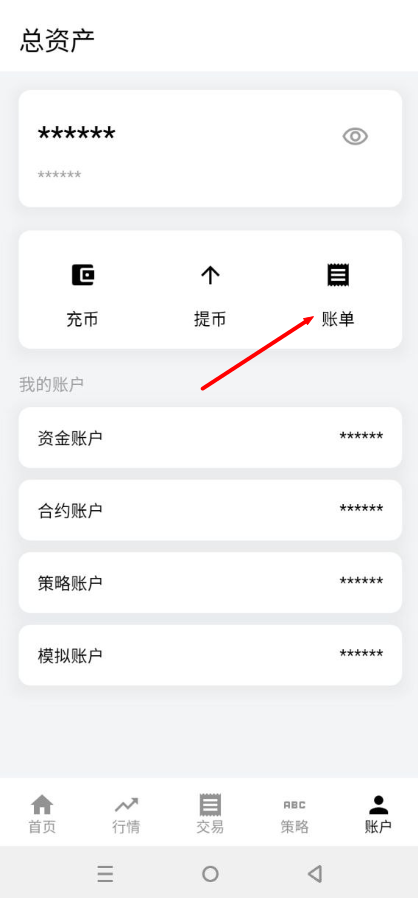 总资产
******
******
充币
提币
账单
我的账户
资金账户 ******
合约账户 ******
策略账户 ******
模拟账户 ******
ABC
首页
行情
交易
策略
账户